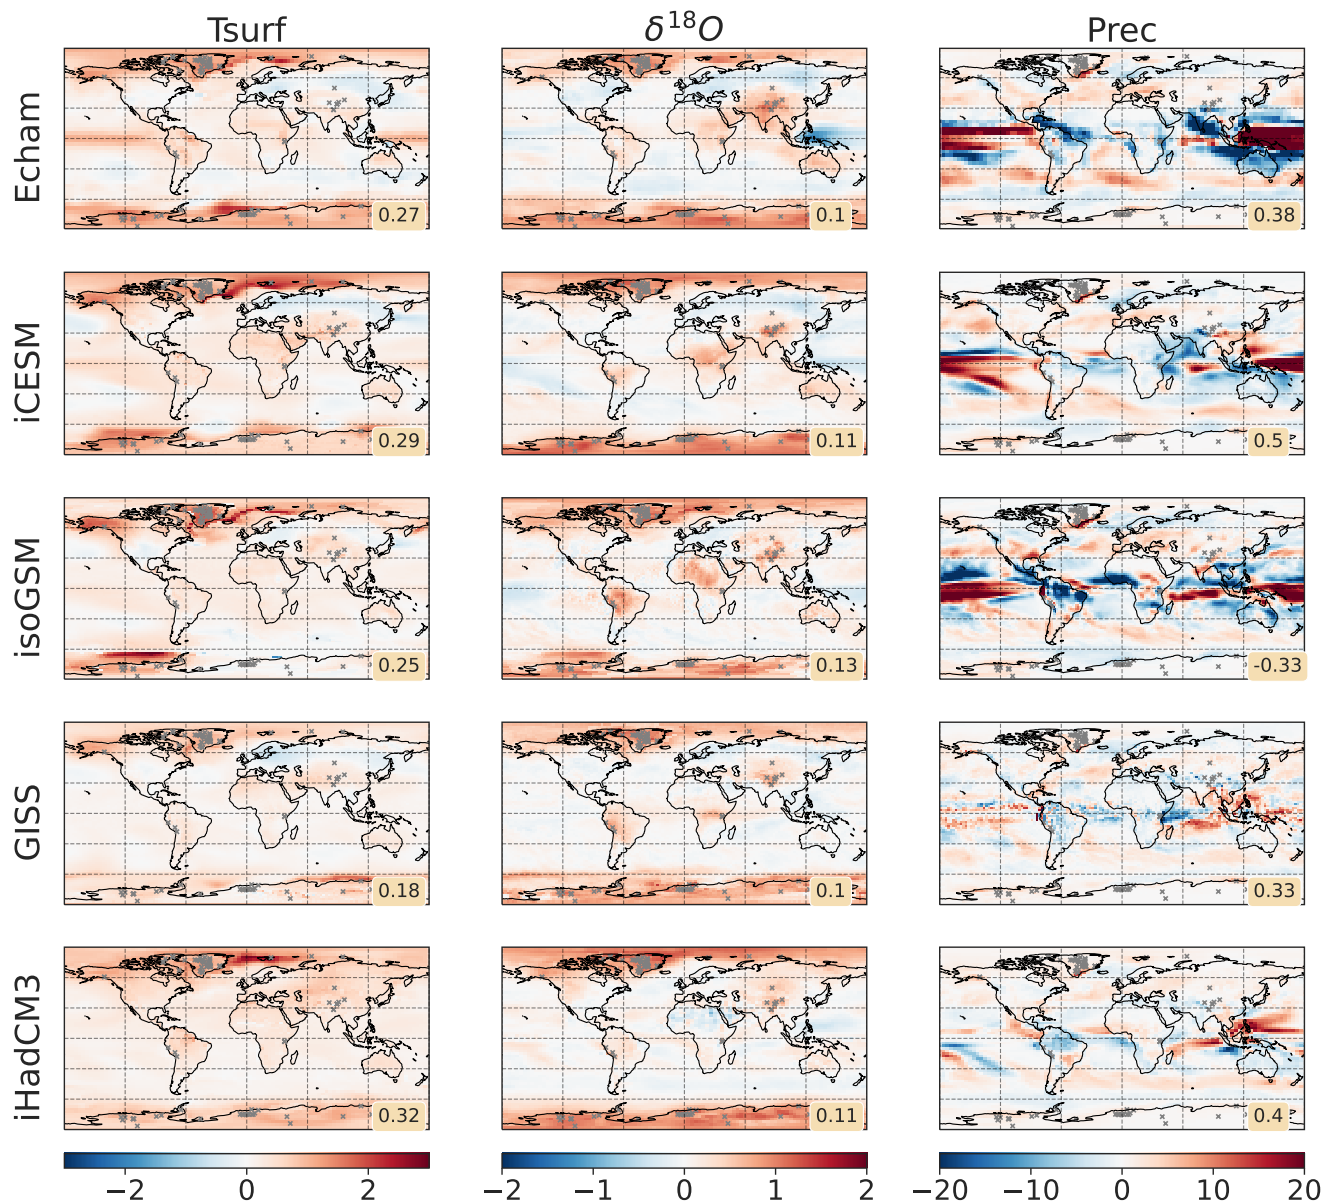 Tsurf δ¹⁸O Prec
Echam 0.27 0.1 0.38
iCESM 0.29 0.11 0.5
isoGSM 0.25 0.13 -0.33
GISS 0.18 0.1 0.33
iHadCM3 0.32 0.11 0.4
−2 0 2 −2 −1 0 1 2 −20 −10 0 10 20